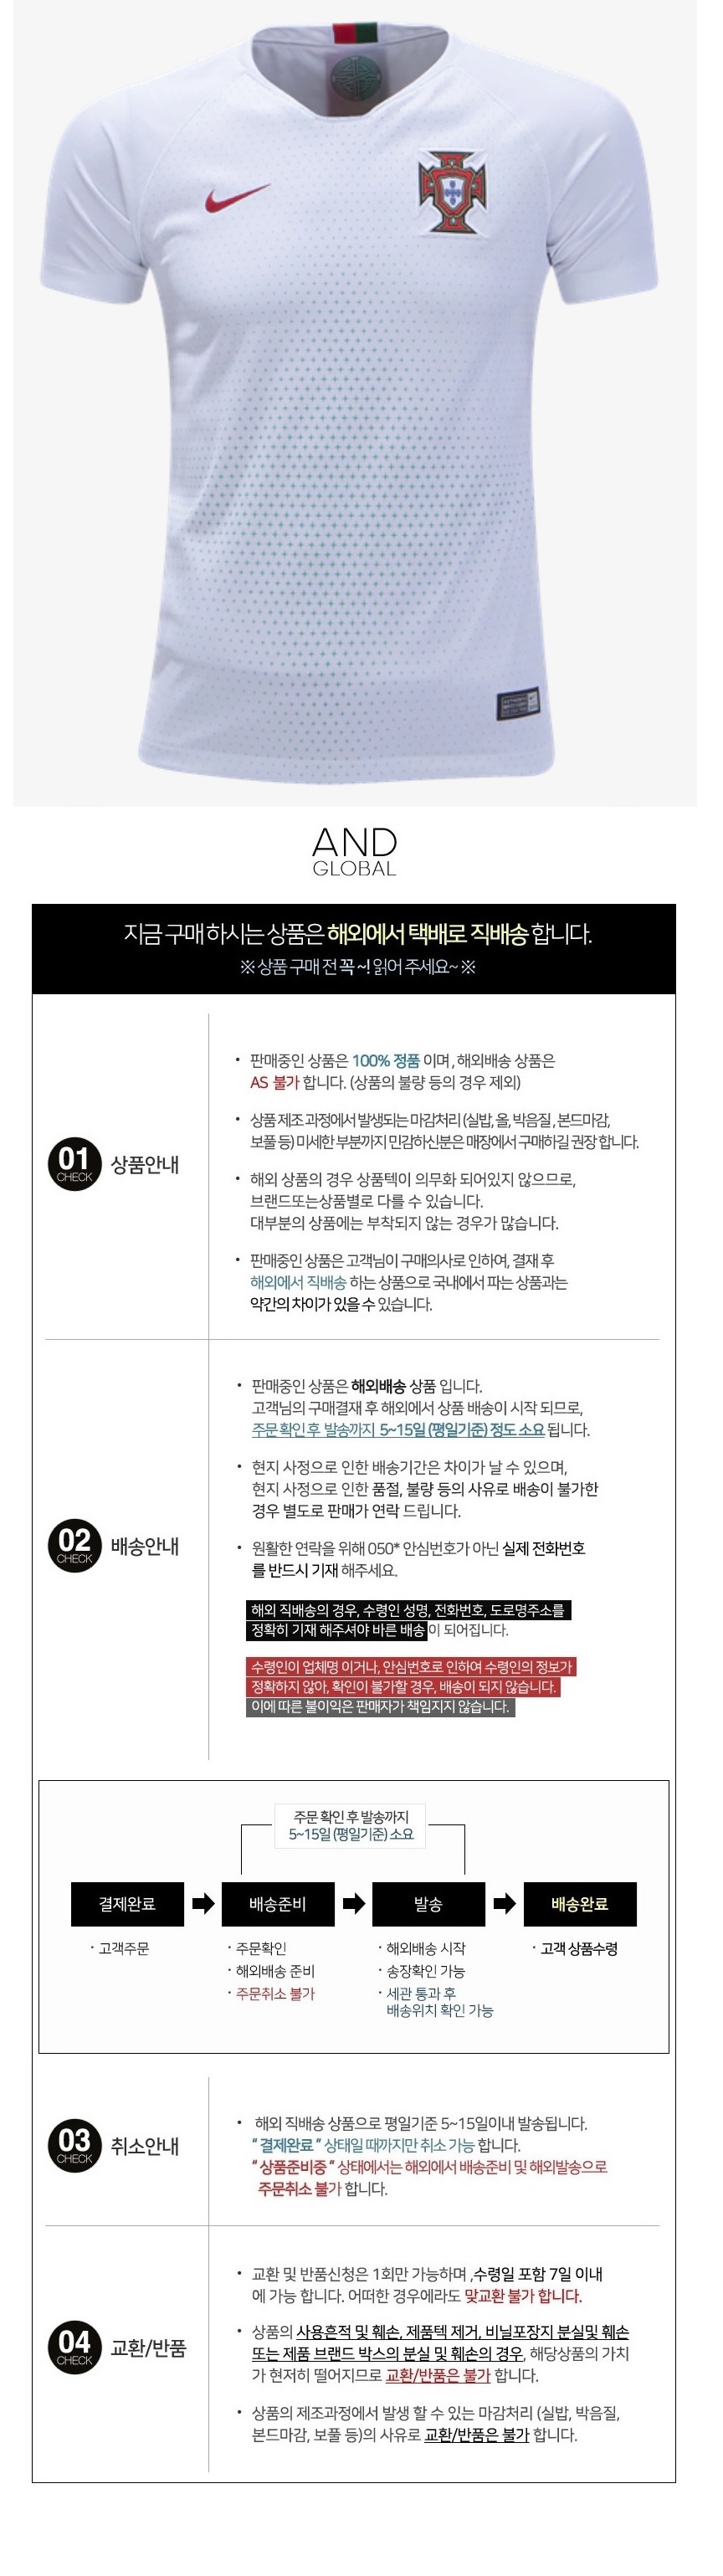 AND
GLOBAL
지금 구매하시는 상품은 해외에서 택배로 직배송 합니다.
※ 상품 구매 전 꼭 ~! 읽어 주세요~ ※
01
CHECK
상품안내
• 판매중인 상품은 100% 정품 이며, 해외배송 상품은
AS 불가 합니다. (상품의 불량 등의 경우 제외)
• 상품 제조 과정에서 발생되는 마감처리 (실밥, 올, 박음질, 본드마감,
보풀 등) 미세한 부분까지 민감하신분은 매장에서 구매하길 권장 합니다.
• 해외 상품의 경우 상품텍이 의무화 되어있지 않으므로,
브랜드또는상품별로 다를 수 있습니다.
대부분의 상품에는 부착되지 않는 경우가 많습니다.
• 판매중인 상품은 고객님이 구매의사로 인하여, 결재 후
해외에서 직배송 하는 상품으로 국내에서 파는 상품과는
약간의 차이가 있을 수 있습니다.
02
CHECK
배송안내
• 판매중인 상품은 해외배송 상품 입니다.
고객님의 구매결재 후 해외에서 상품 배송이 시작 되므로,
주문 확인 후 발송까지 5~15일 (평일기준) 정도 소요 됩니다.
• 현지 사정으로 인한 배송기간은 차이가 날 수 있으며,
현지 사정으로 인한 품절, 불량 등의 사유로 배송이 불가한
경우 별도로 판매가 연락 드립니다.
• 원활한 연락을 위해 050* 안심번호가 아닌 실제 전화번호
를 반드시 기재 해주세요.
해외 직배송의 경우, 수령인 성명, 전화번호, 도로명주소를
정확히 기재 해주셔야 바른 배송이 되어집니다.
수령인이 업체명 이거나, 안심번호로 인하여 수령인의 정보가
정확하지 않아, 확인이 불가할 경우, 배송이 되지 않습니다.
이에 따른 불이익은 판매자가 책임지지 않습니다.
주문 확인 후 발송까지
5~15일 (평일기준) 소요
결제완료
배송준비
발송
배송완료
· 고객주문
· 주문확인
· 해외배송 준비
· 주문취소 불가
· 해외배송 시작
· 송장확인 가능
· 세관 통과 후
배송위치 확인 가능
· 고객 상품수령
03
CHECK
취소안내
• 해외 직배송 상품으로 평일기준 5~15일이내 발송됩니다.
“ 결제완료 ” 상태일 때까지만 취소 가능 합니다.
“ 상품준비중 “ 상태에서는 해외에서 배송준비 및 해외발송으로
주문취소 불가 합니다.
04
CHECK
교환/반품
• 교환 및 반품신청은 1회만 가능하며 ,수령일 포함 7일 이내
에 가능 합니다. 어떠한 경우에라도 맞교환 불가 합니다.
• 상품의 사용흔적 및 훼손, 제품텍 제거, 비닐포장지 분실및 훼손
또는 제품 브랜드 박스의 분실 및 훼손의 경우, 해당상품의 가치
가 현저히 떨어지므로 교환/반품은 불가 합니다.
• 상품의 제조과정에서 발생 할 수 있는 마감처리 (실밥, 박음질,
본드마감, 보풀 등)의 사유로 교환/반품은 불가 합니다.